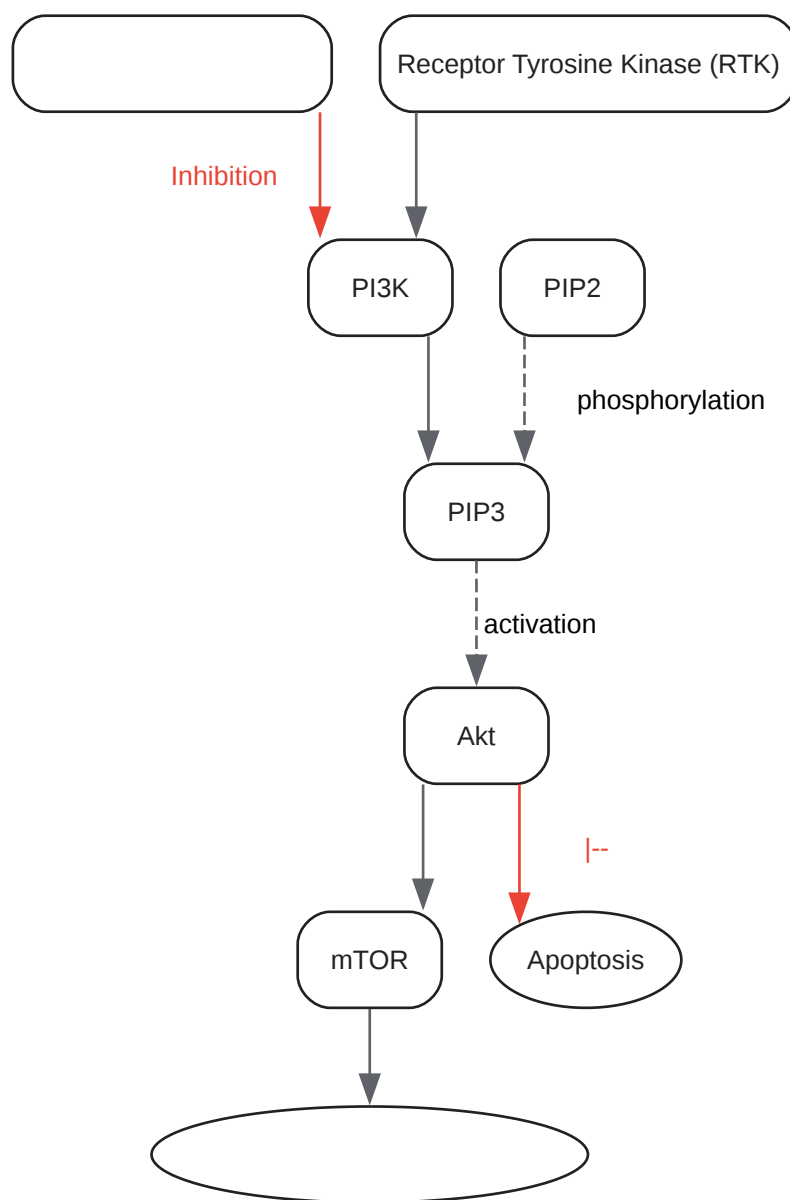 Receptor Tyrosine Kinase (RTK)
Inhibition
PI3K
PIP2
phosphorylation
PIP3
activation
Akt
|--
mTOR
Apoptosis